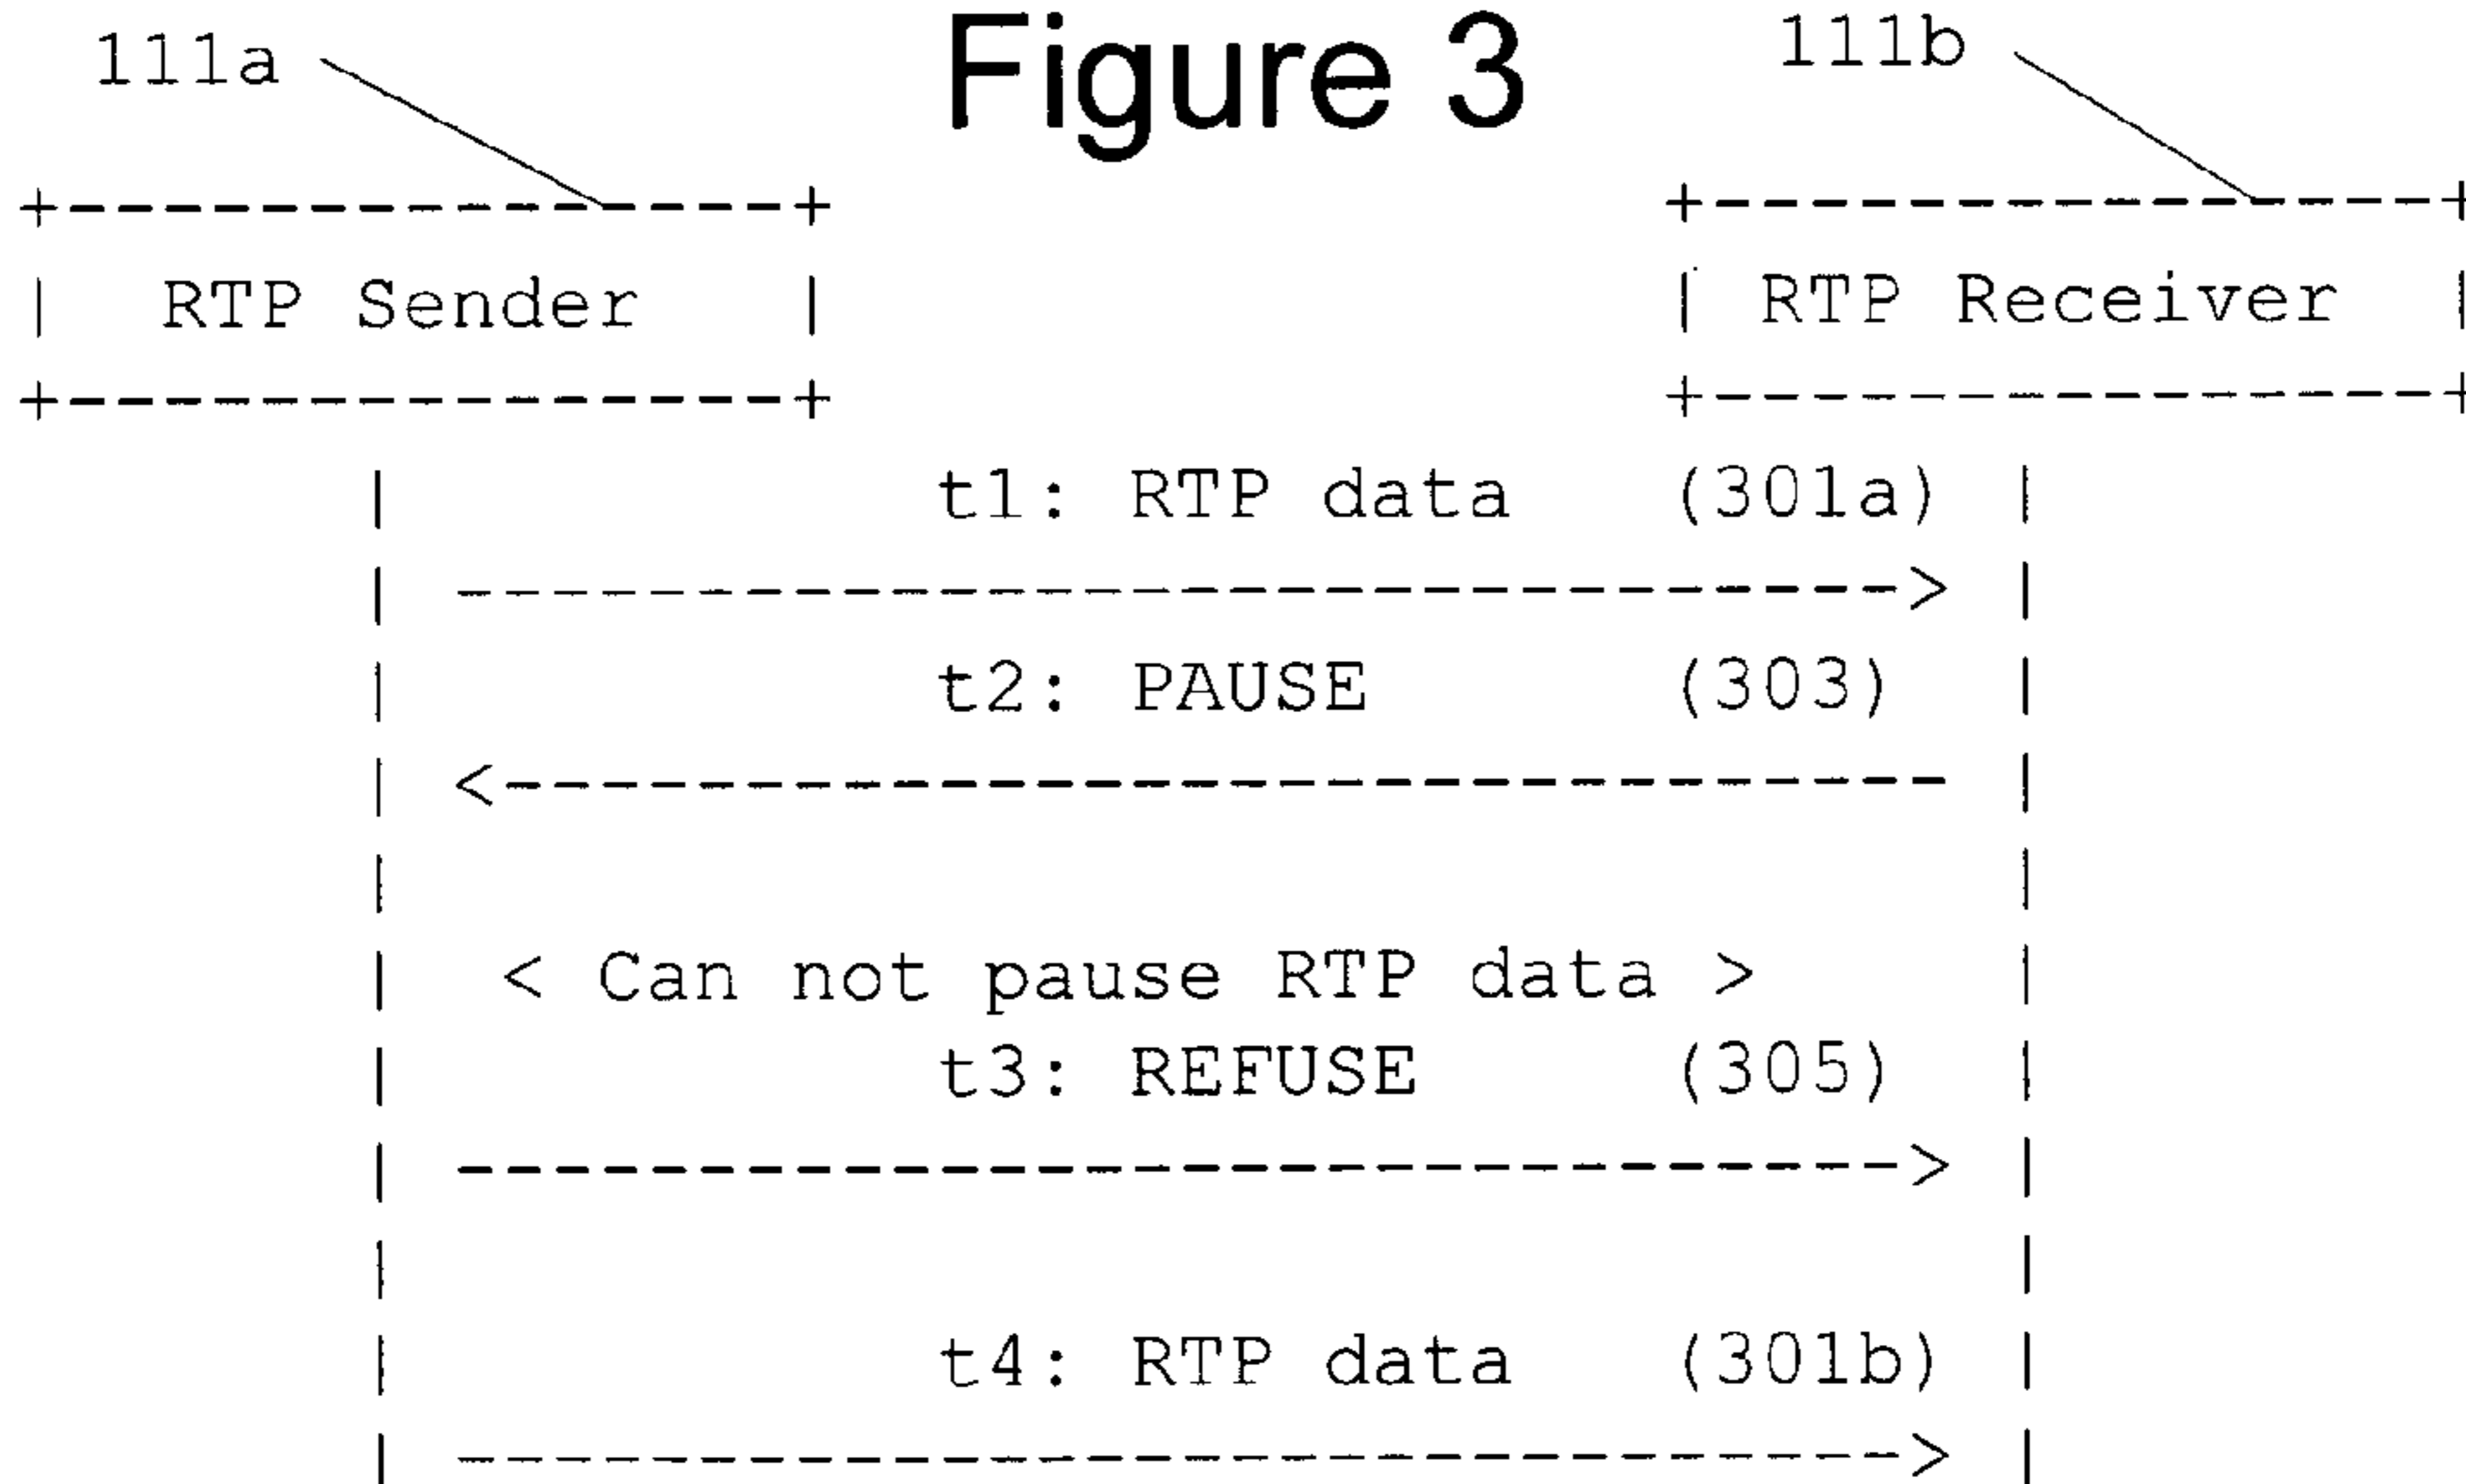 111a Figure 3 111b
RTP Sender RTP Receiver
t1: RTP data (301a)
t2: PAUSE (303)
< Can not pause RTP data >
t3: REFUSE (305)
t4: RTP data (301b)